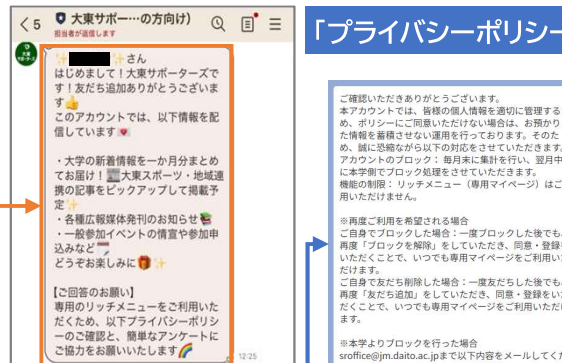 5 大東サポー…の方向け)
担当者が返信します
さん
はじめまして！大東サポーターズで
す！友だち追加ありがとうございま
す👍
このアカウントでは、以下情報を配
信しています💌
・大学の新着情報を一か月分まとめ
てお届け！大東スポーツ・地域連
携の記事をピックアップして掲載予
定✨
・各種広報媒体発刊のお知らせ📚
・一般参加イベントの情宣や参加申
込みなど
どうぞお楽しみに🎁✨
【ご回答のお願い】
専用のリッチメニューをご利用いた
だくため、以下プライバシーポリシ
ーのご確認と、簡単なアンケートに
ご協力をお願いいたします🌈
12:25
「プライバシーポリシー
ご確認いただきありがとうございます。
本アカウントでは、皆様の個人情報を適切に管理する
め、ポリシーにご同意いただけない場合は、お預かり
た情報を蓄積させない運用を行っております。そのた
め、誠に恐縮ながら以下の対応をさせていただきます。
アカウントのブロック：毎月末に集計を行い、翌月中
に本学側でブロック処理をさせていただきます。
機能の制限：リッチメニュー（専用マイページ）はご
用いただけません。
※再度ご利用を希望される場合
ご自身でブロックした場合：一度ブロックした後でも、
再度「ブロックを解除」をしていただき、同意・登録
いただくことで、いつでも専用マイページをご利用い
だけます。
ご自身で友だち削除した場合：一度友だちした後でも、
再度「友だち追加」をしていただき、同意・登録をい
だくことで、いつでも専用マイページをご利用いただ
ます。
※本学よりブロックを行った場合
sroffice@jm.daito.ac.jpまで以下内容をメールしてく